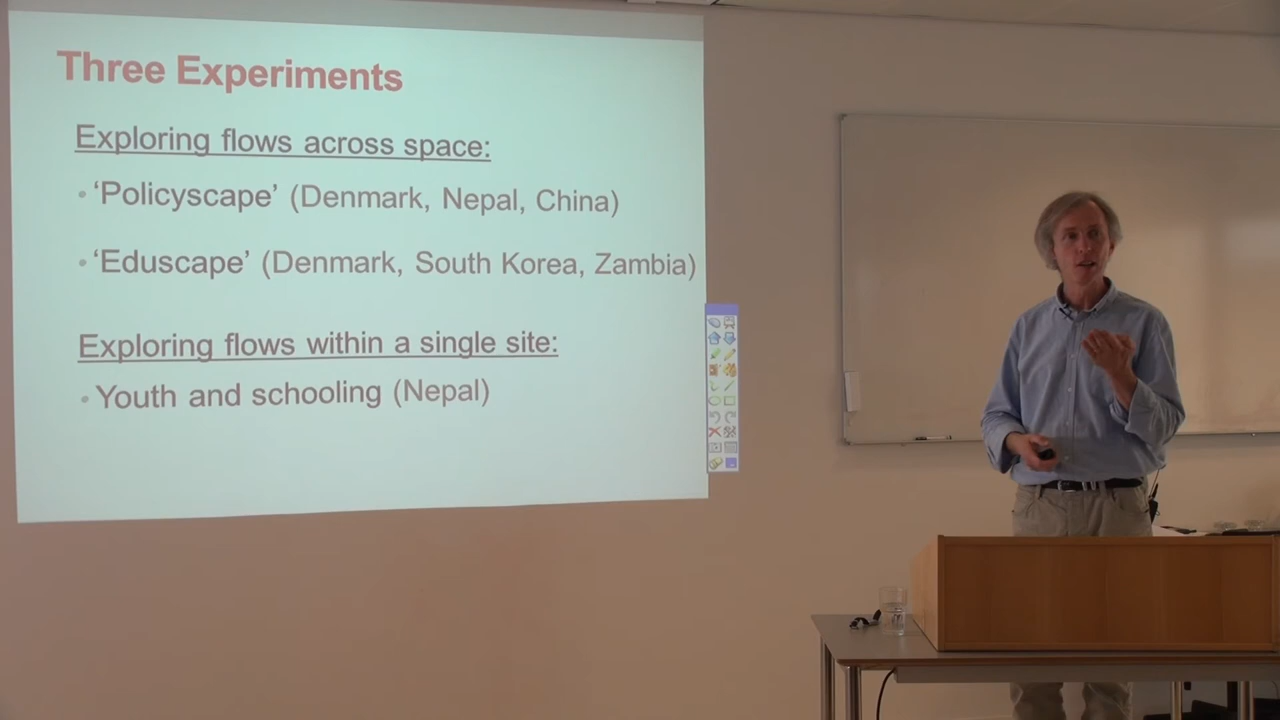 Three Experiments
Exploring flows across space:
• ‘Policyscape’ (Denmark, Nepal, China)
• ‘Eduscape’ (Denmark, South Korea, Zambia)
Exploring flows within a single site:
• Youth and schooling (Nepal)